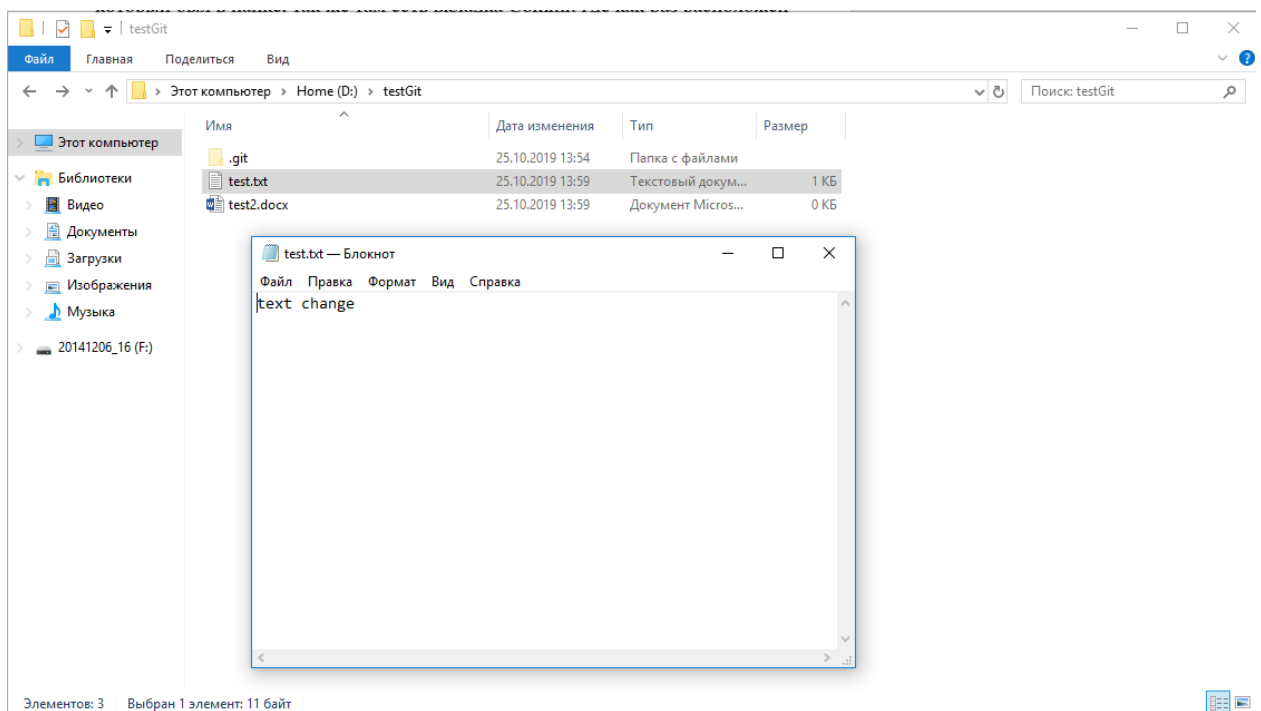 testGit
Файл Главная Поделиться Вид
Этот компьютер > Home (D:) > testGit Поиск: testGit
Имя Дата изменения Тип Размер
Этот компьютер
Библиотеки
Видео
Документы
Загрузки
Изображения
Музыка
20141206_16 (F:)
.git 25.10.2019 13:54 Папка с файлами
test.txt 25.10.2019 13:59 Текстовый докум... 1 КБ
test2.docx 25.10.2019 13:59 Документ Micros... 0 КБ
test.txt — Блокнот
Файл Правка Формат Вид Справка
text change
Элементов: 3 Выбран 1 элемент: 11 байт